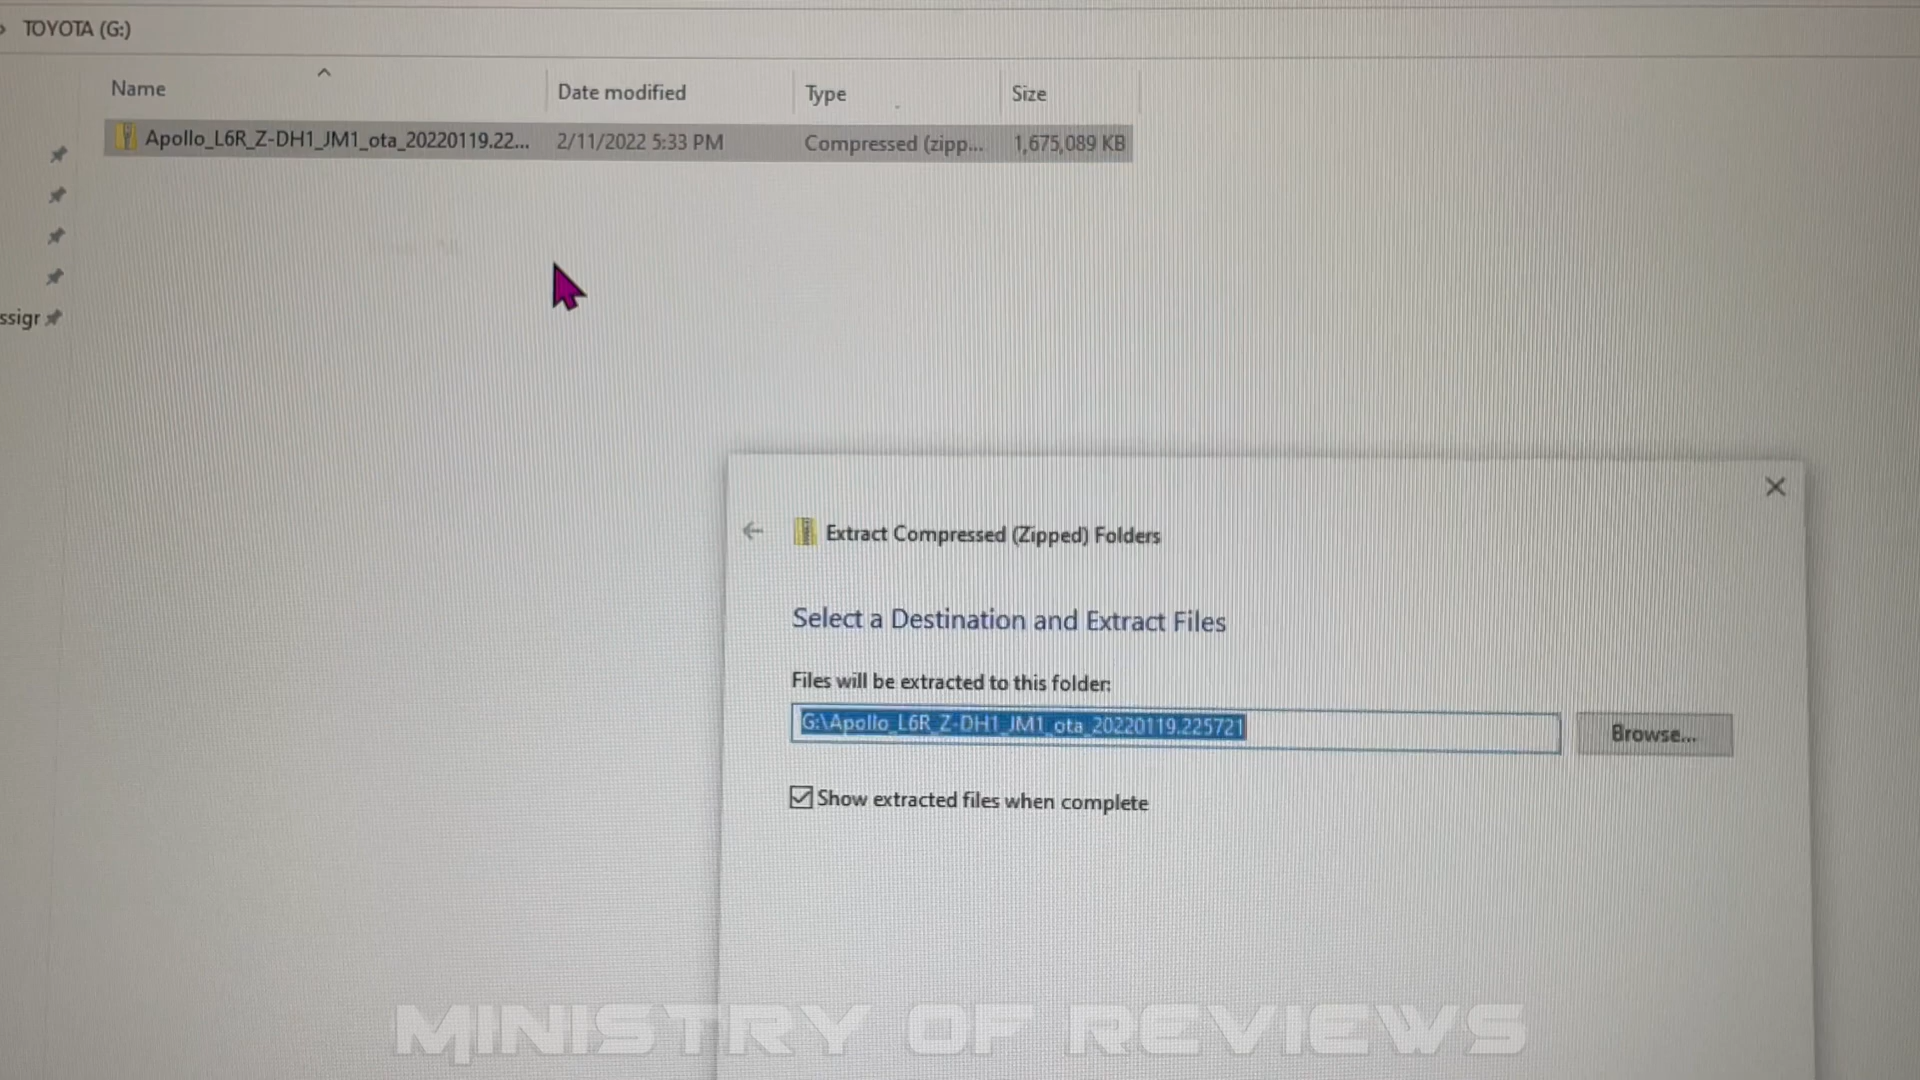 TOYOTA (G:)
Name Date modified Type Size
Apollo_L6R_Z-DH1_JM1_ota_20220119.22... 2/11/2022 5:33 PM Compressed (zipp... 1,675,089 KB
ssigr
Extract Compressed (Zipped) Folders
Select a Destination and Extract Files
Files will be extracted to this folder:
G:\Apollo_L6R_Z-DH1_JM1_ota_20220119.225721
Browse...
Show extracted files when complete
MINISTRY OF REVIEWS